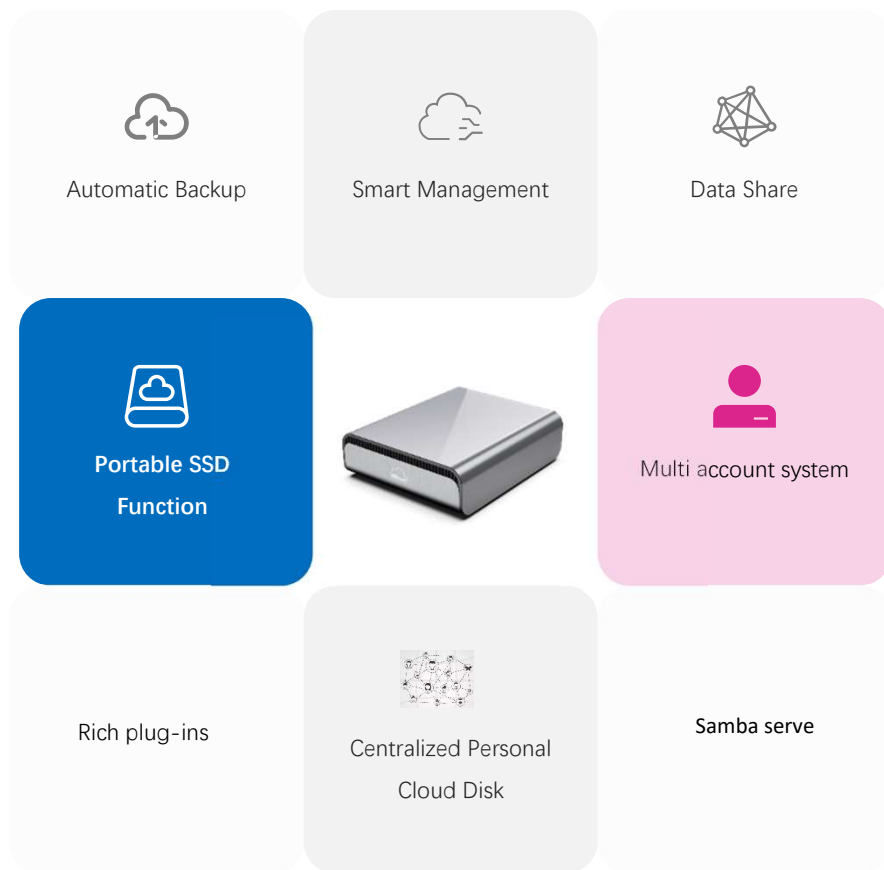 Automatic Backup
Smart Management
Data Share
Portable SSD
Function
Multi account system
Rich plug-ins
Centralized Personal
Cloud Disk
Samba serve